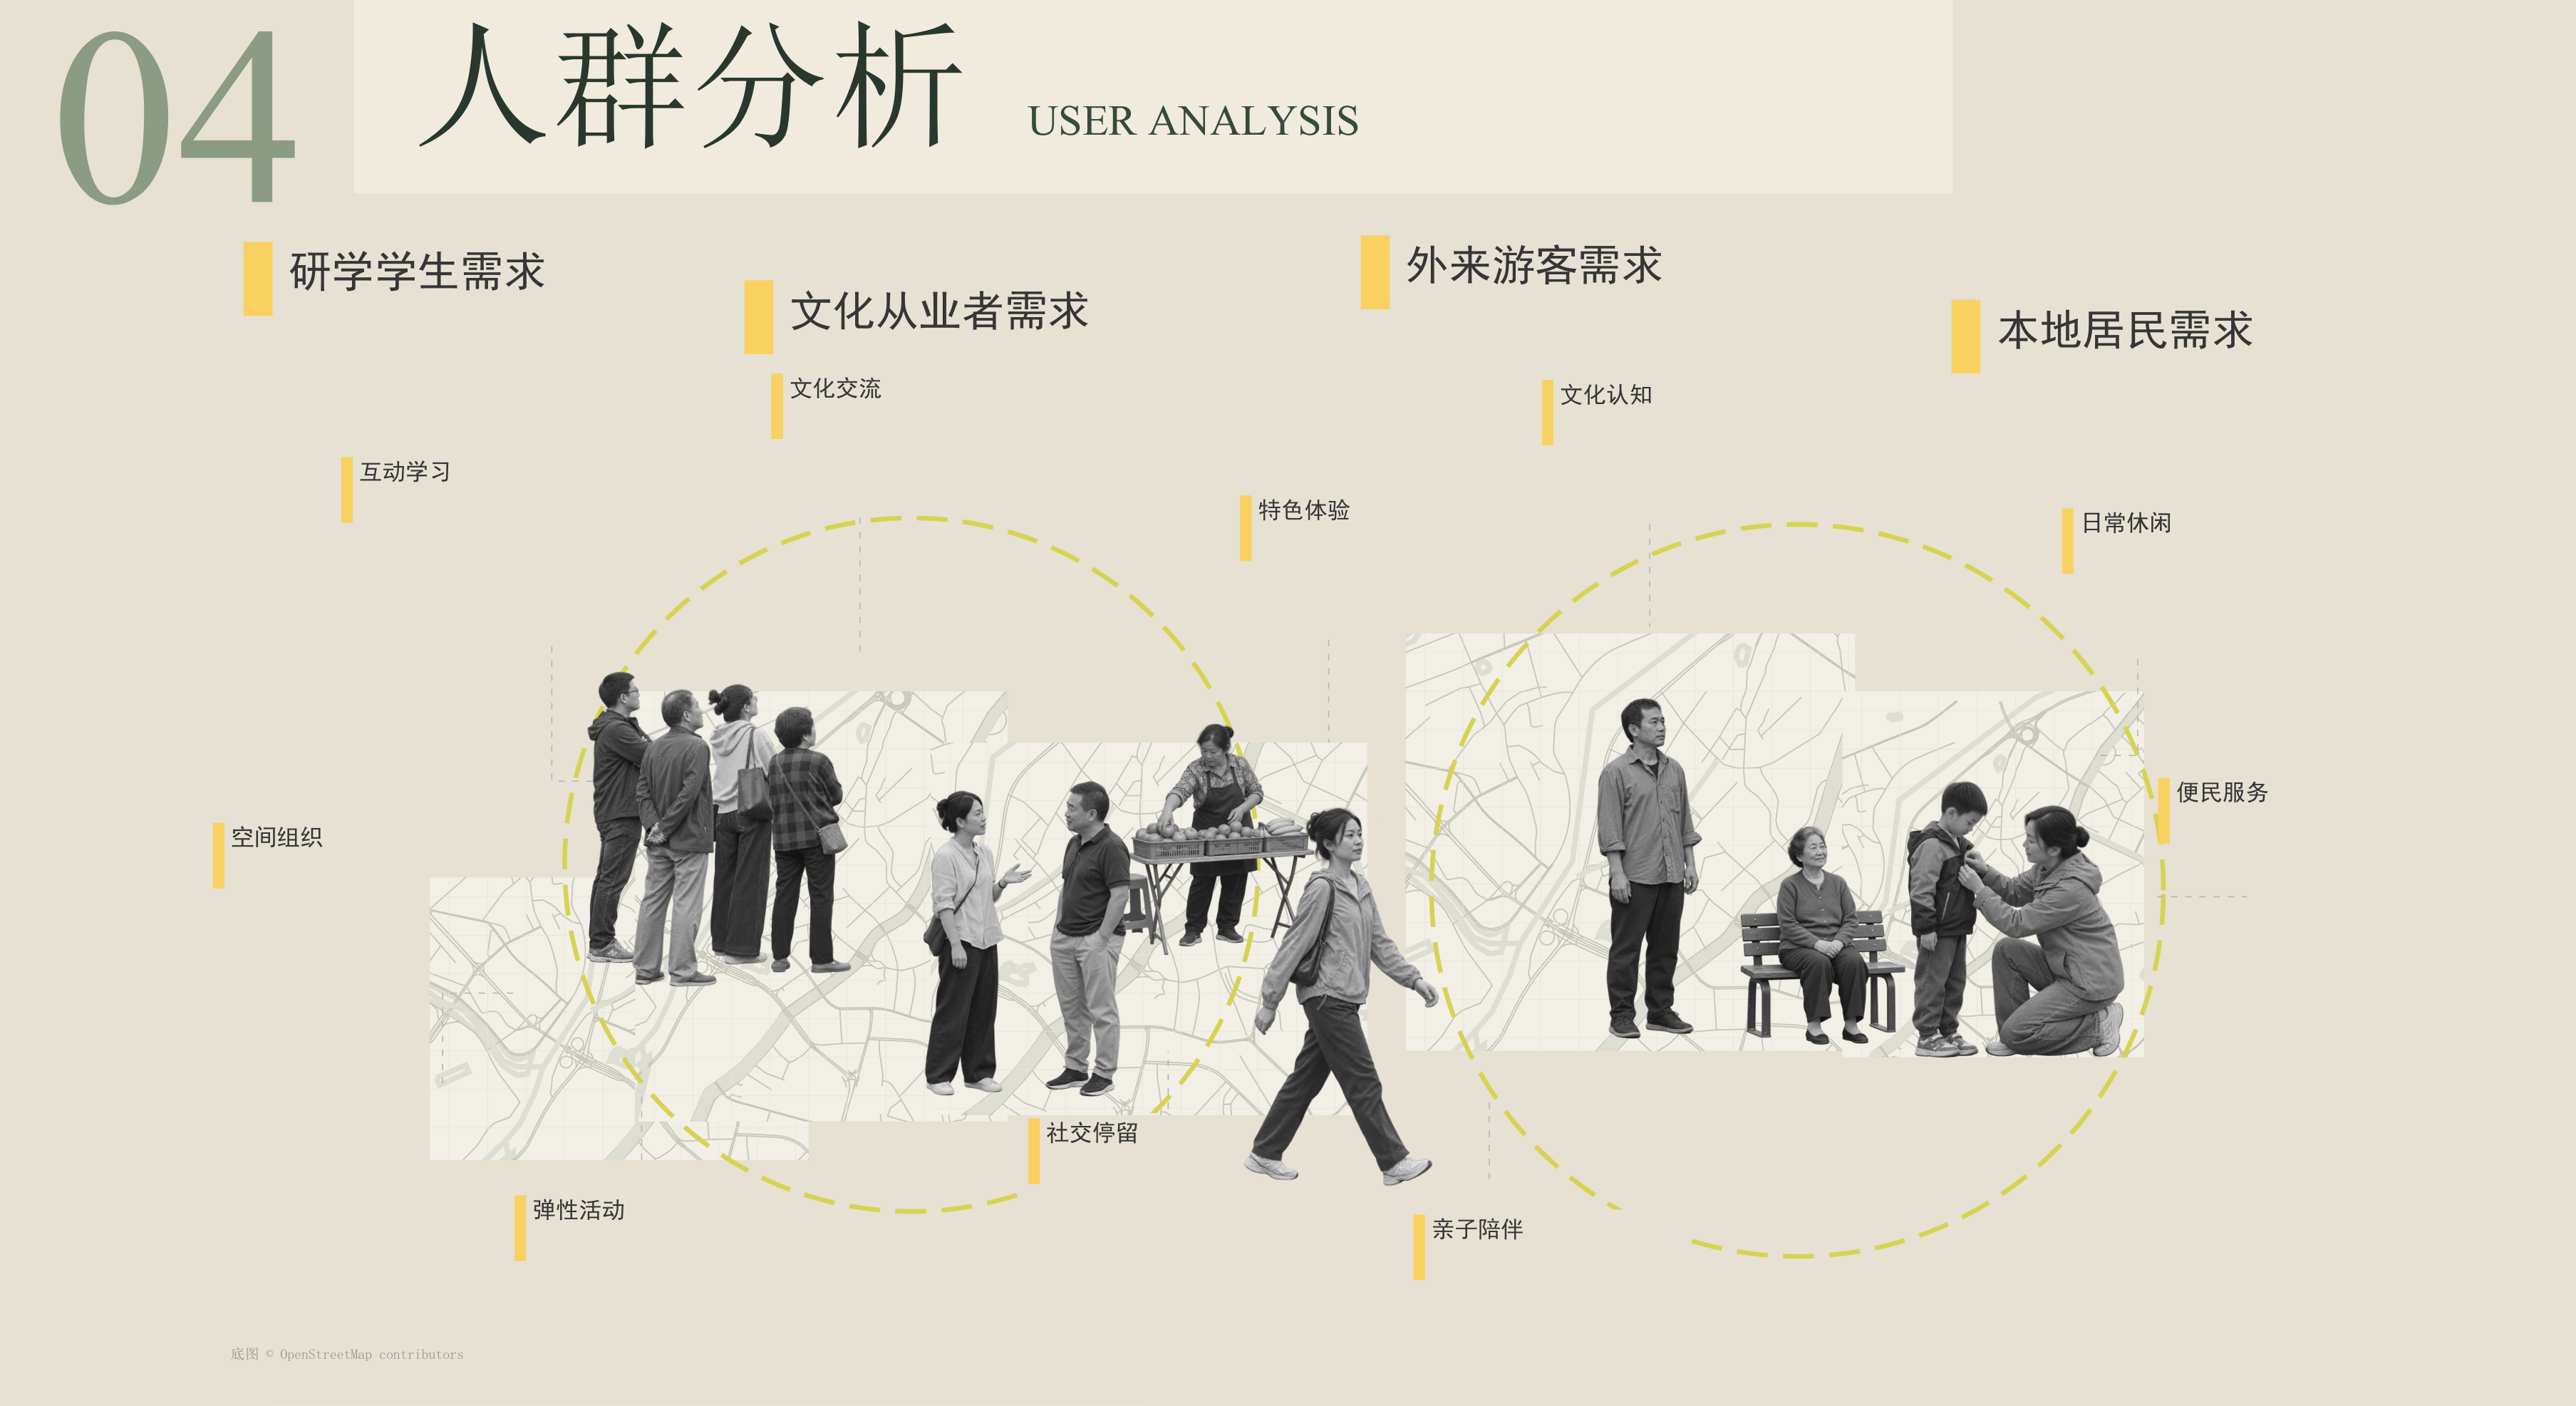 04
人群分析 USER ANALYSIS
研学学生需求
外来游客需求
文化从业者需求
本地居民需求
文化交流
文化认知
互动学习
特色体验
日常休闲
便民服务
空间组织
社交停留
弹性活动
亲子陪伴
底图 © OpenStreetMap contributors